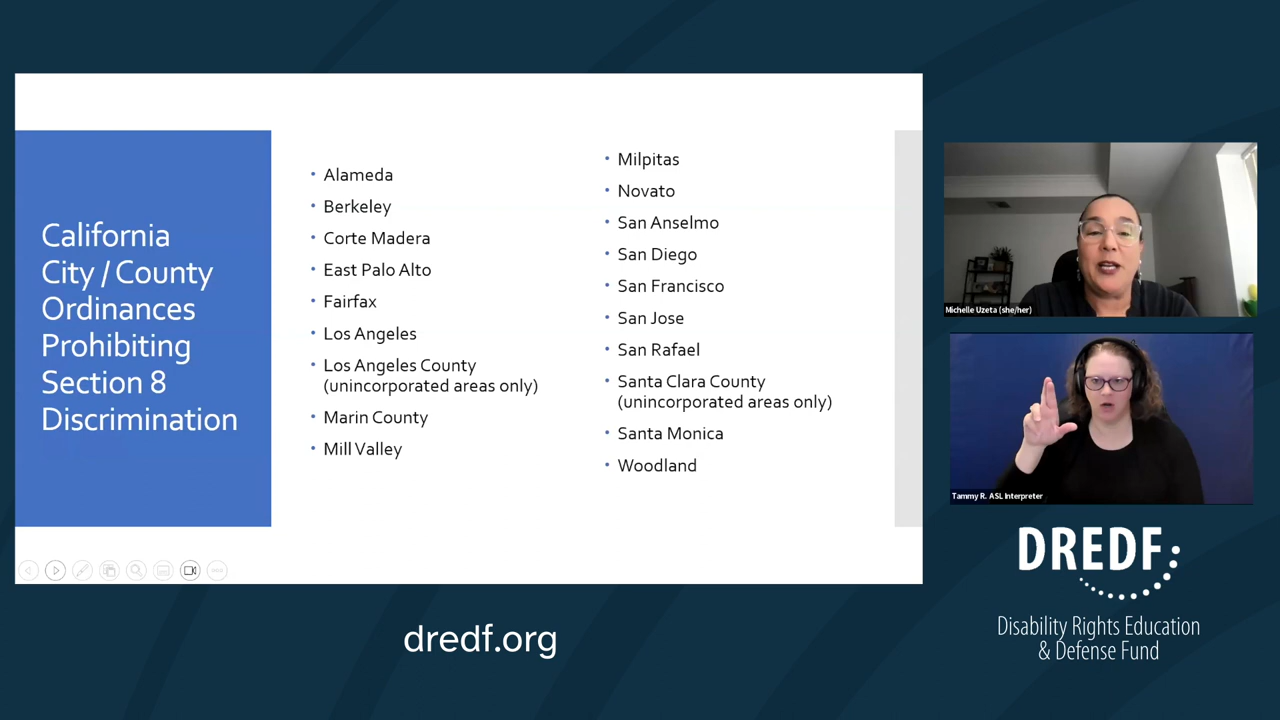 California
City / County
Ordinances
Prohibiting
Section 8
Discrimination
• Alameda
• Berkeley
• Corte Madera
• East Palo Alto
• Fairfax
• Los Angeles
• Los Angeles County
(unincorporated areas only)
• Marin County
• Mill Valley
• Milpitas
• Novato
• San Anselmo
• San Diego
• San Francisco
• San Jose
• San Rafael
• Santa Clara County
(unincorporated areas only)
• Santa Monica
• Woodland
Michelle Uzeta (she/her)
Tammy R. ASL Interpreter
DREDF
Disability Rights Education
& Defense Fund
dredf.org